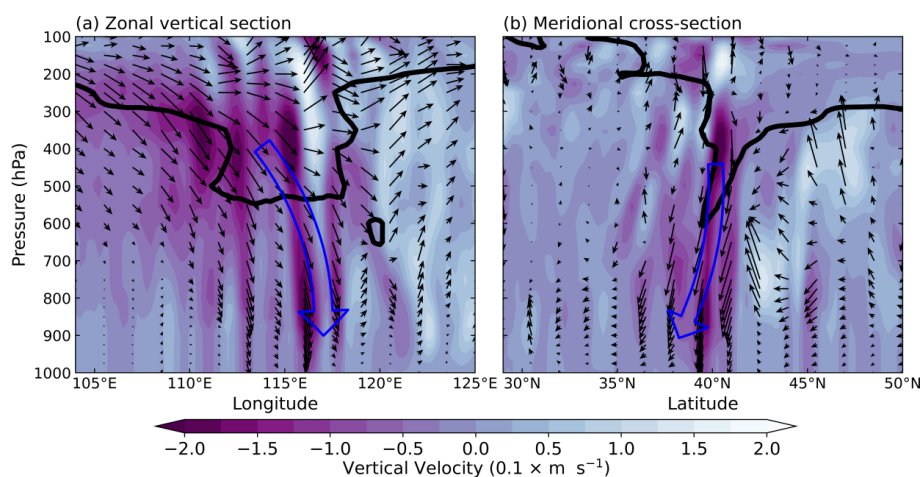 (a) Zonal vertical section
(b) Meridional cross-section
100
200
300
400
500
600
700
800
900
1000
Pressure (hPa)
104°E
110°E
115°E
120°E
125°E
29°N
35°N
40°N
45°N
50°N
Longitude
Latitude
−2.0
−1.5
−1.0
−0.5
0.0
0.5
1.0
1.5
2.0
Vertical Velocity (0.1 × m s⁻¹)